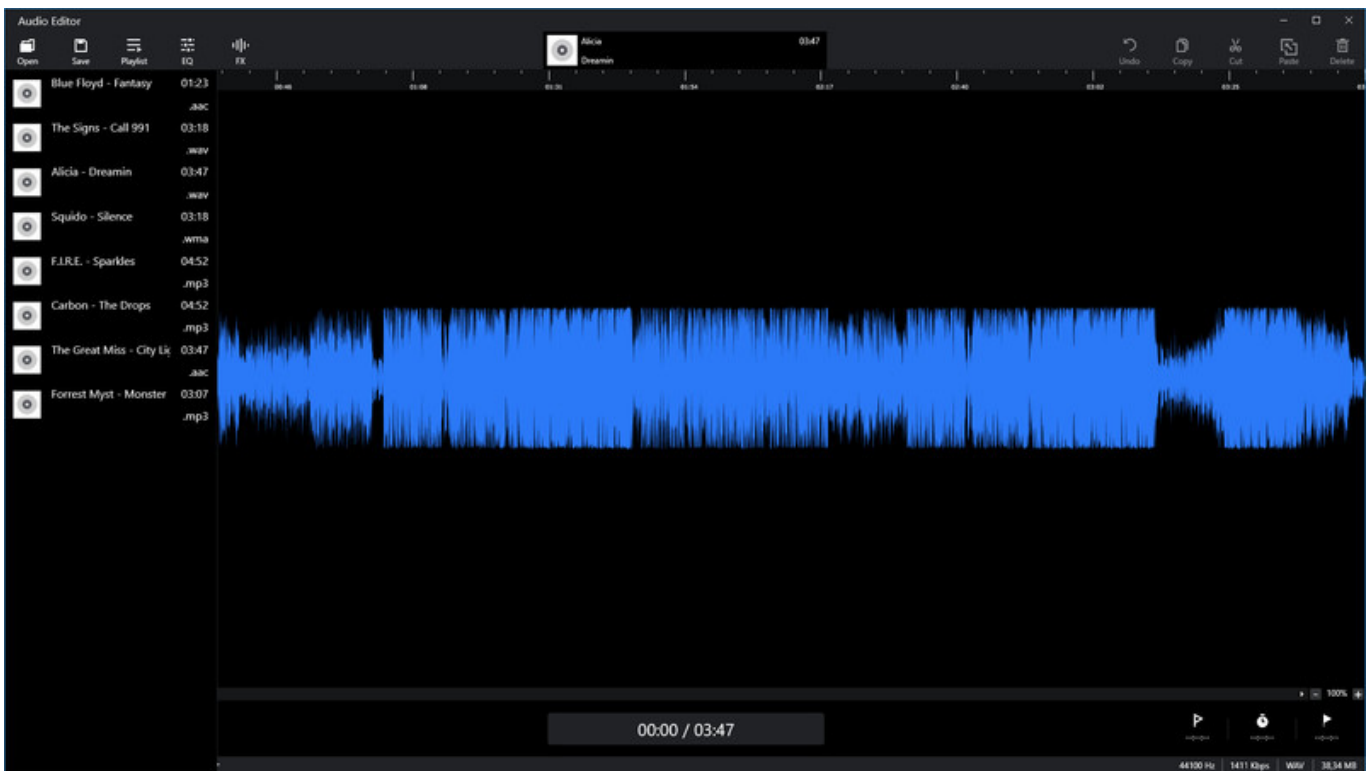 Audio Editor
Open Save Playlist EQ FX
Alicia 03:47
Dreamin
Undo Copy Cut Paste Delete
00:46 01:08 01:31 01:54 02:17 02:40 03:02 03:25
Blue Floyd - Fantasy 01:23
.aac
The Signs - Call 991 03:18
.wav
Alicia - Dreamin 03:47
.wav
Squido - Silence 03:18
.wma
F.I.R.E. - Sparkles 04:52
.mp3
Carbon - The Drops 04:52
.mp3
The Great Miss - City Lig 03:47
.aac
Forrest Myst - Monster 03:07
.mp3
100%
00:00 / 03:47
44100 Hz 1411 Kbps WAV 38,34 MB